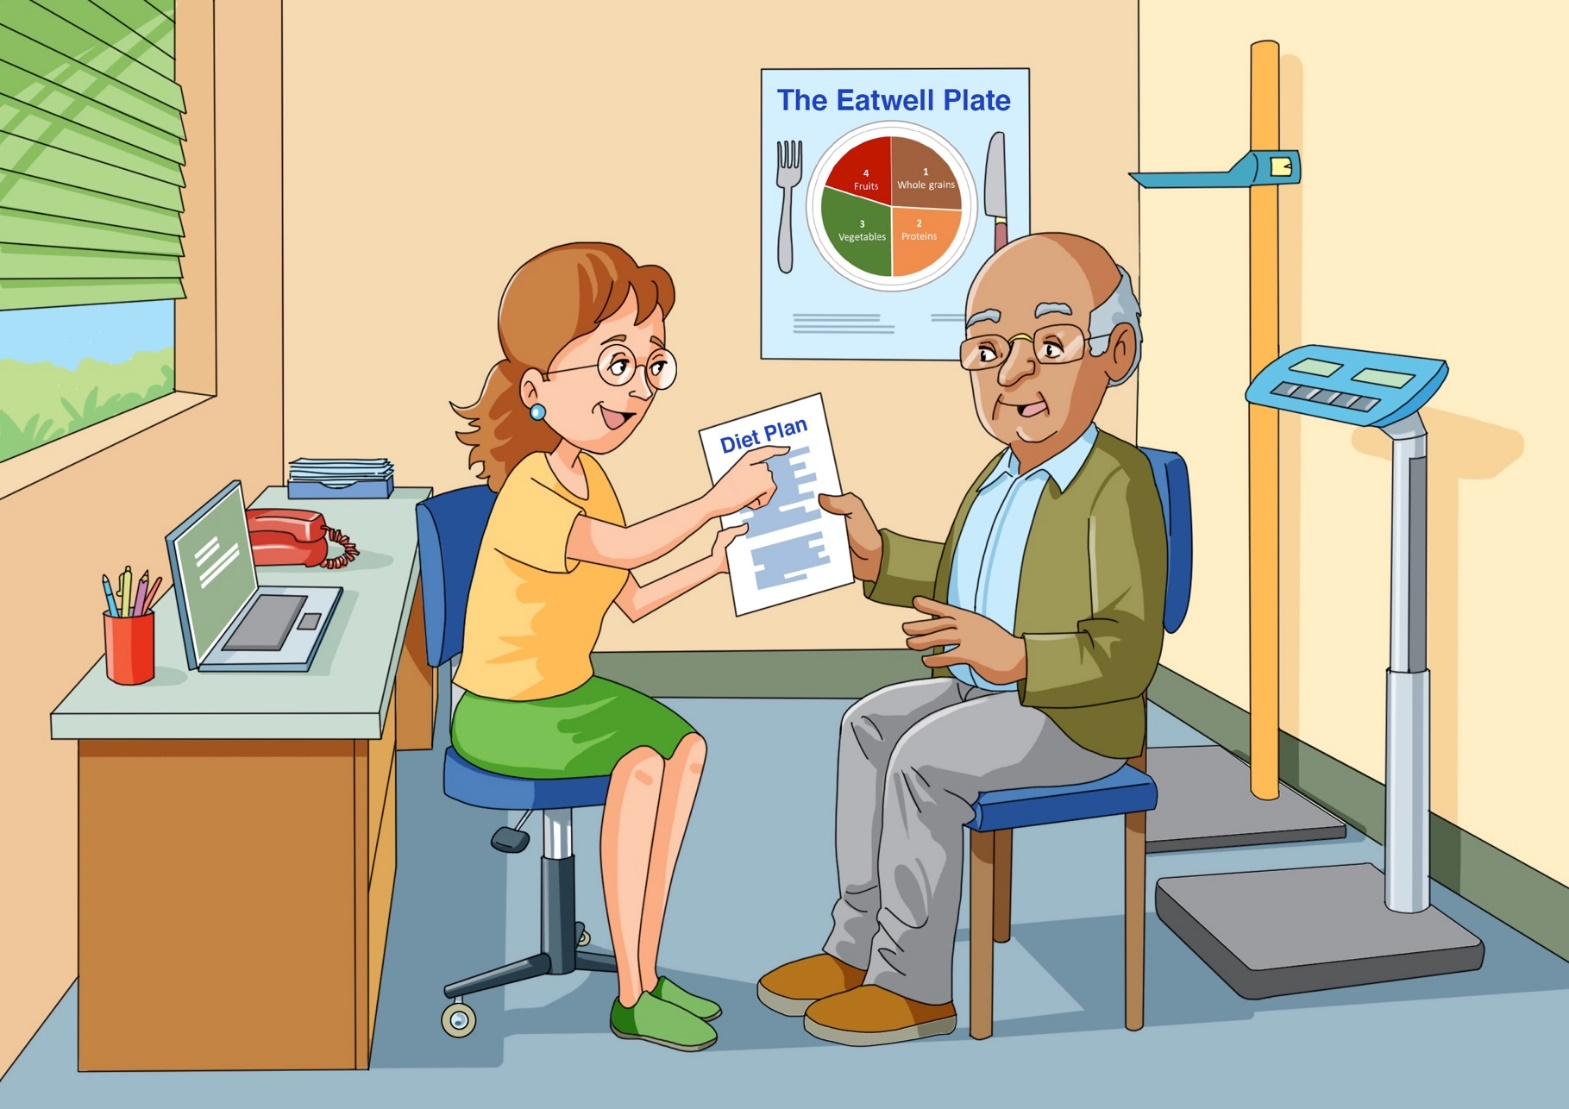 The Eatwell Plate
4
Fruits
1
Whole grains
3
Vegetables
2
Proteins
Diet Plan